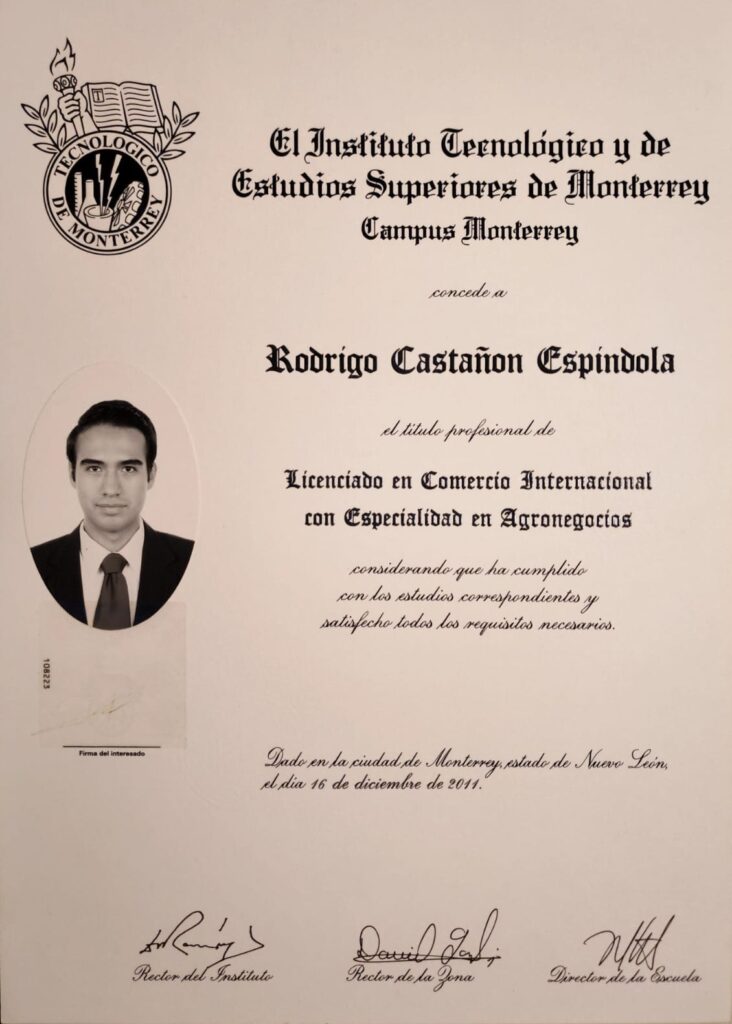 TECNOLOGICO
DE MONTERREY
El Instituto Tecnológico y de
Estudios Superiores de Monterrey
Campus Monterrey
concede a
Rodrigo Castañon Espindola
el título profesional de
Licenciado en Comercio Internacional
con Especialidad en Agronegocios
considerando que ha cumplido
con los estudios correspondientes y
satisfecho todos los requisitos necesarios.
108223
Firma del interesado
Dado en la ciudad de Monterrey, estado de Nuevo León,
el día 16 de diciembre de 2011.
Rector del Instituto
Rector de la Zona
Director de la Escuela